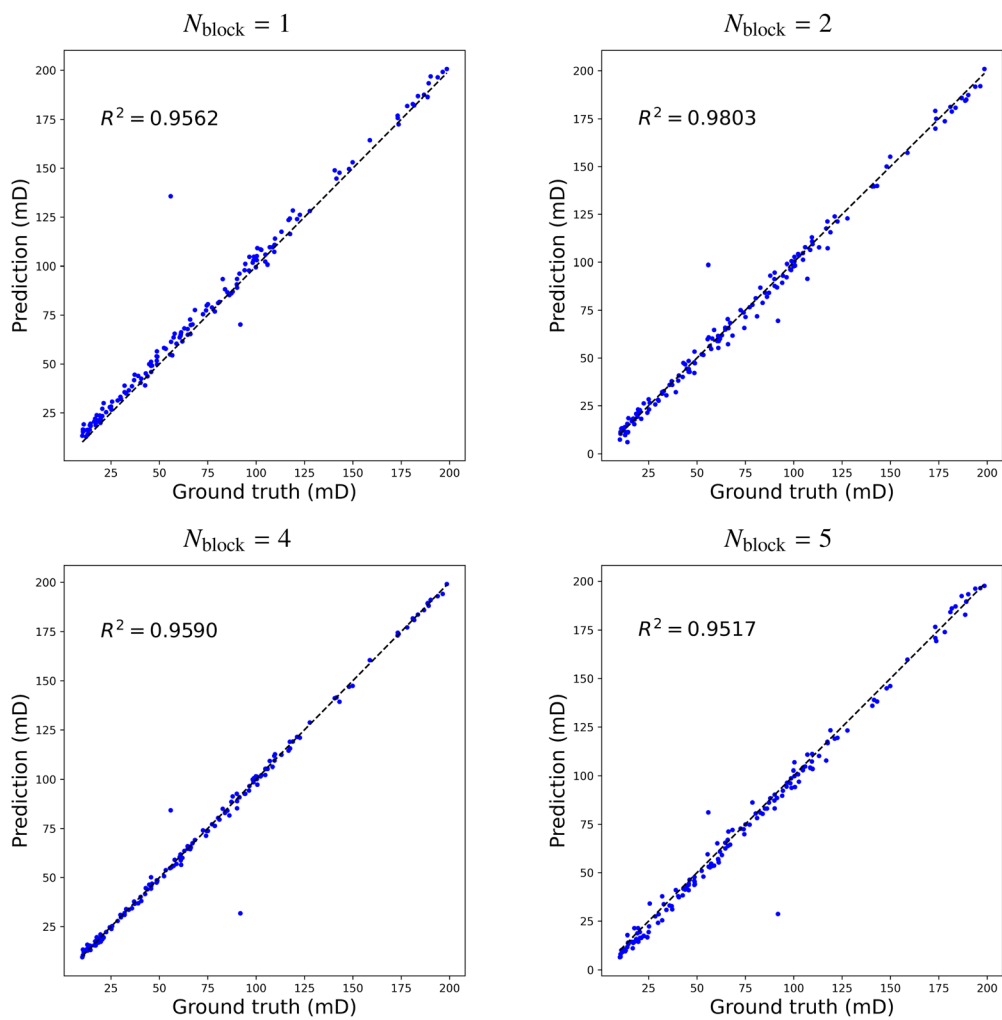 N_block = 1
R² = 0.9562
200
175
150
125
100
75
50
25
Prediction (mD)
25 50 75 100 125 150 175 200
Ground truth (mD)
N_block = 2
R² = 0.9803
200
175
150
125
100
75
50
25
0
Prediction (mD)
25 50 75 100 125 150 175 200
Ground truth (mD)
N_block = 4
R² = 0.9590
200
175
150
125
100
75
50
25
Prediction (mD)
25 50 75 100 125 150 175 200
Ground truth (mD)
N_block = 5
R² = 0.9517
200
175
150
125
100
75
50
25
0
Prediction (mD)
25 50 75 100 125 150 175 200
Ground truth (mD)